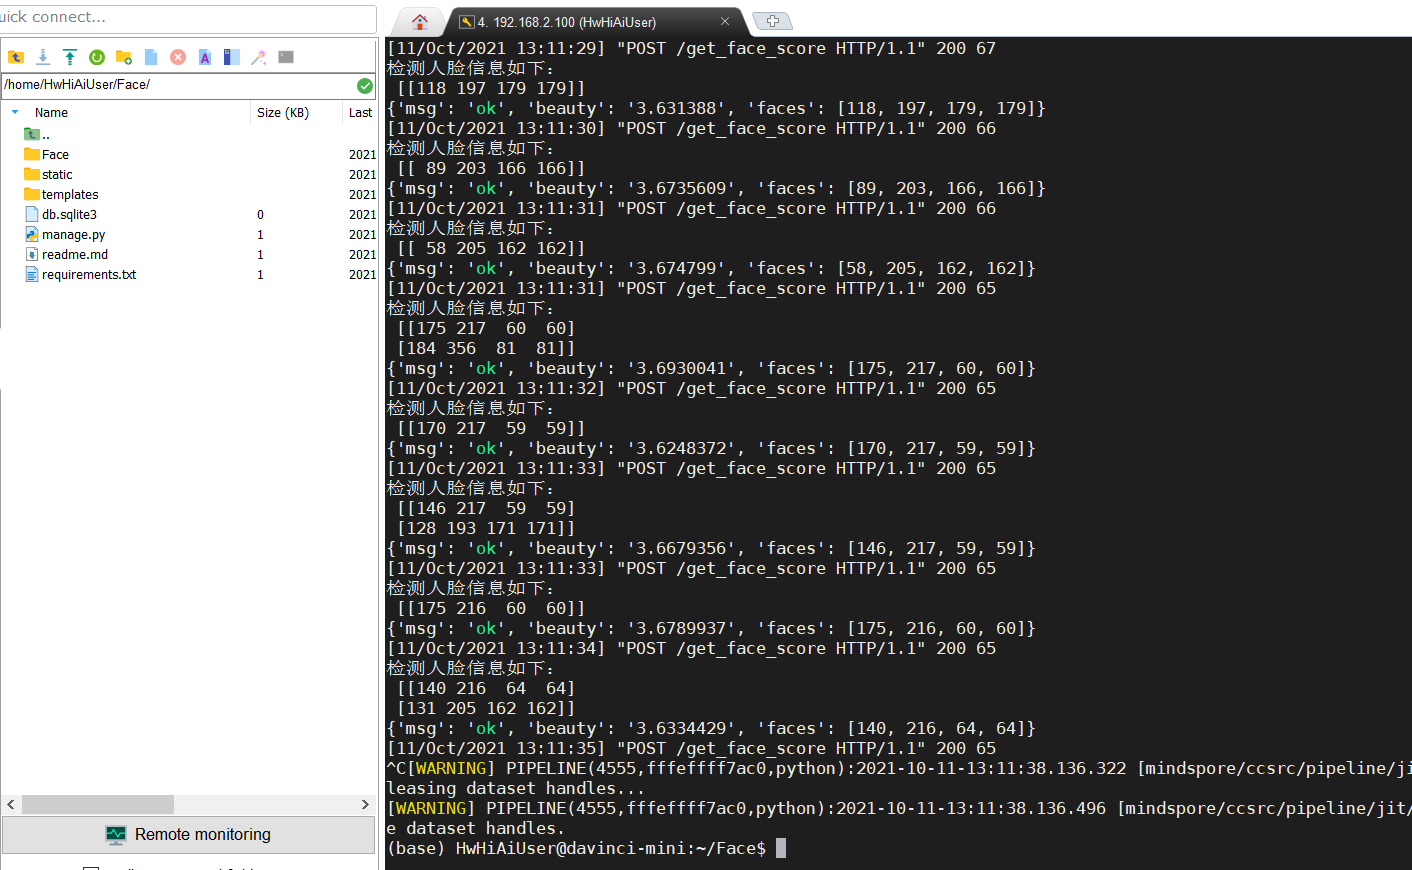 uick connect...
4. 192.168.2.100 (HwHiAiUser)
/home/HwHiAiUser/Face/
Name Size (KB) Last
..
Face 2021
static 2021
templates 2021
db.sqlite3 0 2021
manage.py 1 2021
readme.md 1 2021
requirements.txt 1 2021
Remote monitoring
[11/Oct/2021 13:11:29] "POST /get_face_score HTTP/1.1" 200 67
检测人脸信息如下:
[[118 197 179 179]]
{'msg': 'ok', 'beauty': '3.631388', 'faces': [118, 197, 179, 179]}
[11/Oct/2021 13:11:30] "POST /get_face_score HTTP/1.1" 200 66
检测人脸信息如下:
[[ 89 203 166 166]]
{'msg': 'ok', 'beauty': '3.6735609', 'faces': [89, 203, 166, 166]}
[11/Oct/2021 13:11:31] "POST /get_face_score HTTP/1.1" 200 66
检测人脸信息如下:
[[ 58 205 162 162]]
{'msg': 'ok', 'beauty': '3.674799', 'faces': [58, 205, 162, 162]}
[11/Oct/2021 13:11:31] "POST /get_face_score HTTP/1.1" 200 65
检测人脸信息如下:
[[175 217  60  60]
[184 356  81  81]]
{'msg': 'ok', 'beauty': '3.6930041', 'faces': [175, 217, 60, 60]}
[11/Oct/2021 13:11:32] "POST /get_face_score HTTP/1.1" 200 65
检测人脸信息如下:
[[170 217  59  59]]
{'msg': 'ok', 'beauty': '3.6248372', 'faces': [170, 217, 59, 59]}
[11/Oct/2021 13:11:33] "POST /get_face_score HTTP/1.1" 200 65
检测人脸信息如下:
[[146 217  59  59]
[128 193 171 171]]
{'msg': 'ok', 'beauty': '3.6679356', 'faces': [146, 217, 59, 59]}
[11/Oct/2021 13:11:33] "POST /get_face_score HTTP/1.1" 200 65
检测人脸信息如下:
[[175 216  60  60]]
{'msg': 'ok', 'beauty': '3.6789937', 'faces': [175, 216, 60, 60]}
[11/Oct/2021 13:11:34] "POST /get_face_score HTTP/1.1" 200 65
检测人脸信息如下:
[[140 216  64  64]
[131 205 162 162]]
{'msg': 'ok', 'beauty': '3.6334429', 'faces': [140, 216, 64, 64]}
[11/Oct/2021 13:11:35] "POST /get_face_score HTTP/1.1" 200 65
^C[WARNING] PIPELINE(4555,fffeffff7ac0,python):2021-10-11-13:11:38.136.322 [mindspore/ccsrc/pipeline/ji
leasing dataset handles...
[WARNING] PIPELINE(4555,fffeffff7ac0,python):2021-10-11-13:11:38.136.496 [mindspore/ccsrc/pipeline/jit/
e dataset handles.
(base) HwHiAiUser@davinci-mini:~/Face$